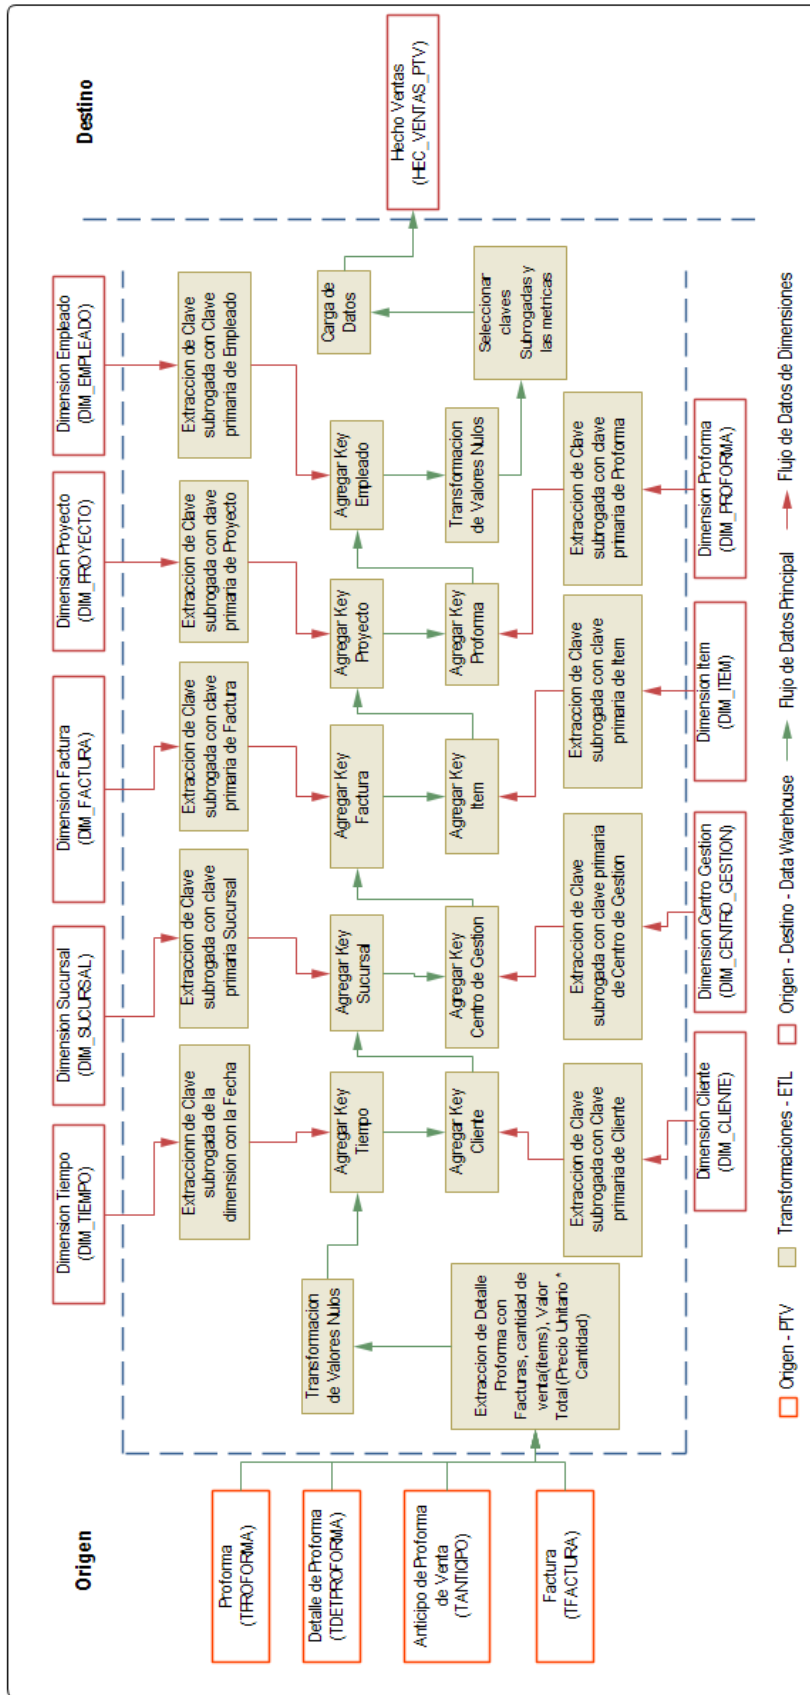 Origen
Destino
Proforma
(TPROFORMA)
Detalle de Proforma
(TDETPROFORMA)
Anticipo de Proforma
de Venta
(TANTICIPO)
Factura
(TFACTURA)
Dimension Tiempo
(DIM_TIEMPO)
Dimension Sucursal
(DIM_SUCURSAL)
Dimension Factura
(DIM_FACTURA)
Dimension Proyecto
(DIM_PROYECTO)
Dimension Empleado
(DIM_EMPLEADO)
Extraccionn de Clave
subrogada de la
dimension con la Fecha
Extraccion de Clave
subrogada con clave
primaria Sucursal
Extraccion de Clave
subrogada con clave
primaria de Factura
Extraccion de Clave
subrogada con clave
primaria de Proyecto
Extraccion de Clave
subrogada con Clave
primaria de Empleado
Transformacion
de Valores Nulos
Agregar Key
Tiempo
Agregar Key
Sucursal
Agregar Key
Factura
Agregar Key
Proyecto
Agregar Key
Empleado
Carga de
Datos
Hecho Ventas
(HEC_VENTAS_PTV)
Extraccion de Detalle
Proforma con
Facturas, cantidad de
venta(items), Valor
Total (Precio Unitario *
Cantidad)
Agregar Key
Cliente
Agregar Key
Centro de Gestion
Agregar Key
Item
Agregar Key
Proforma
Transformacion
de Valores Nulos
Seleccionar
claves
Subrogadas y
las metricas
Extraccion de Clave
subrogada con Clave
primaria de Cliente
Extraccion de Clave
subrogada con clave primaria
de Centro de Gestion
Extraccion de Clave
subrogada con clave
primaria de Item
Extraccion de Clave
subrogada con clave
primaria de Proforma
Dimension Cliente
(DIM_CLIENTE)
Dimension Centro Gestion
(DIM_CENTRO_GESTION)
Dimension Item
(DIM_ITEM)
Dimension Proforma
(DIM_PROFORMA)
Origen - PTV
Transformaciones - ETL
Origen - Destino - Data Warehouse
Flujo de Datos Principal
Flujo de Datos de Dimensiones